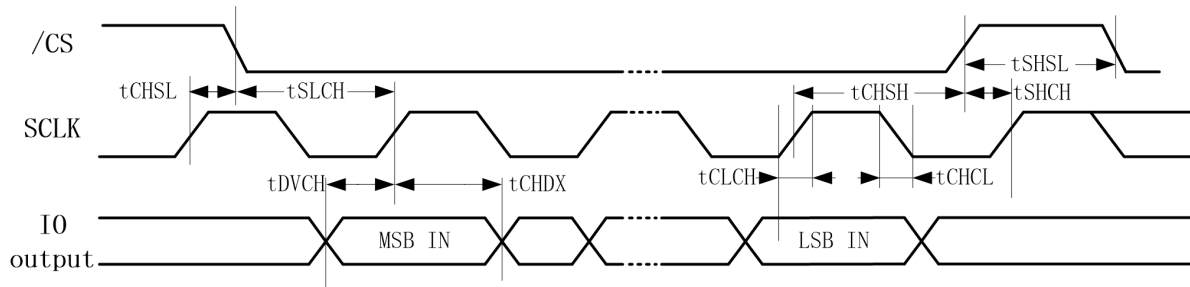 /CS
tSHSL
tCHSL
tSLCH
tCHSH
tSHCH
SCLK
tDVCH
tCHDX
tCLCH
tCHCL
IO
output
MSB IN
LSB IN